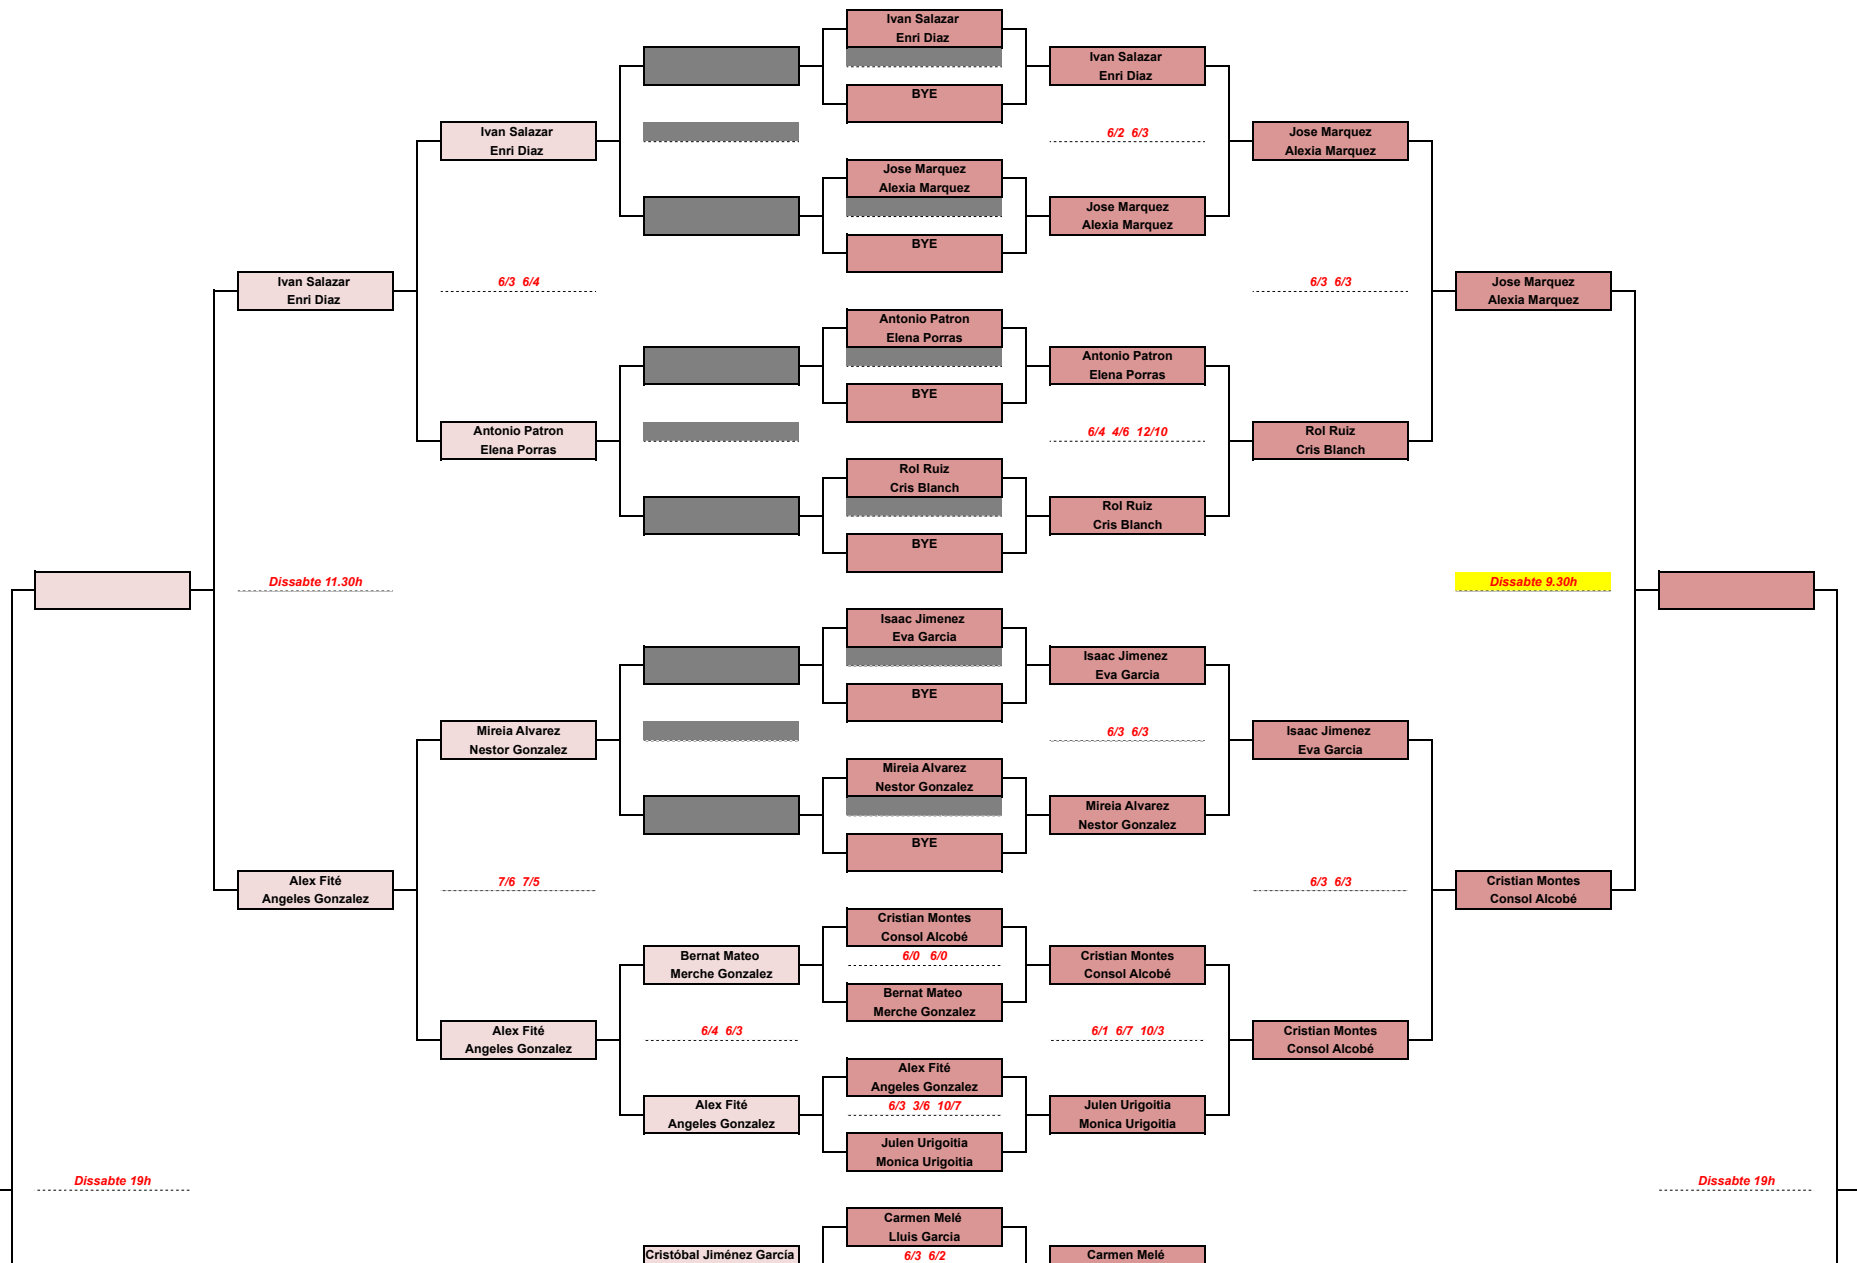 Ivan Salazar
Enri Diaz
Ivan Salazar
Enri Diaz
BYE
Ivan Salazar
Enri Diaz
6/2 6/3
Jose Marquez
Alexia Marquez
Jose Marquez
Alexia Marquez
Jose Marquez
Alexia Marquez
BYE
Ivan Salazar
Enri Diaz
6/3 6/4
6/3 6/3
Jose Marquez
Alexia Marquez
Antonio Patron
Elena Porras
Antonio Patron
Elena Porras
BYE
Antonio Patron
Elena Porras
6/4 4/6 12/10
Rol Ruiz
Cris Blanch
Rol Ruiz
Cris Blanch
Rol Ruiz
Cris Blanch
BYE
Dissabte 11.30h
Dissabte 9.30h
Isaac Jimenez
Eva Garcia
Isaac Jimenez
Eva Garcia
BYE
Mireia Alvarez
Nestor Gonzalez
6/3 6/3
Isaac Jimenez
Eva Garcia
Mireia Alvarez
Nestor Gonzalez
Mireia Alvarez
Nestor Gonzalez
BYE
Alex Fité
Angeles Gonzalez
7/6 7/5
6/3 6/3
Cristian Montes
Consol Alcobé
Cristian Montes
Consol Alcobé
Bernat Mateo
Merche Gonzalez
6/0 6/0
Cristian Montes
Consol Alcobé
Bernat Mateo
Merche Gonzalez
Alex Fité
Angeles Gonzalez
6/4 6/3
6/1 6/7 10/3
Cristian Montes
Consol Alcobé
Alex Fité
Angeles Gonzalez
Alex Fité
Angeles Gonzalez
6/3 3/6 10/7
Julen Urigoitia
Monica Urigoitia
Julen Urigoitia
Monica Urigoitia
Dissabte 19h
Dissabte 19h
Carmen Melé
Lluis Garcia
Cristóbal Jiménez García
6/3 6/2
Carmen Melé